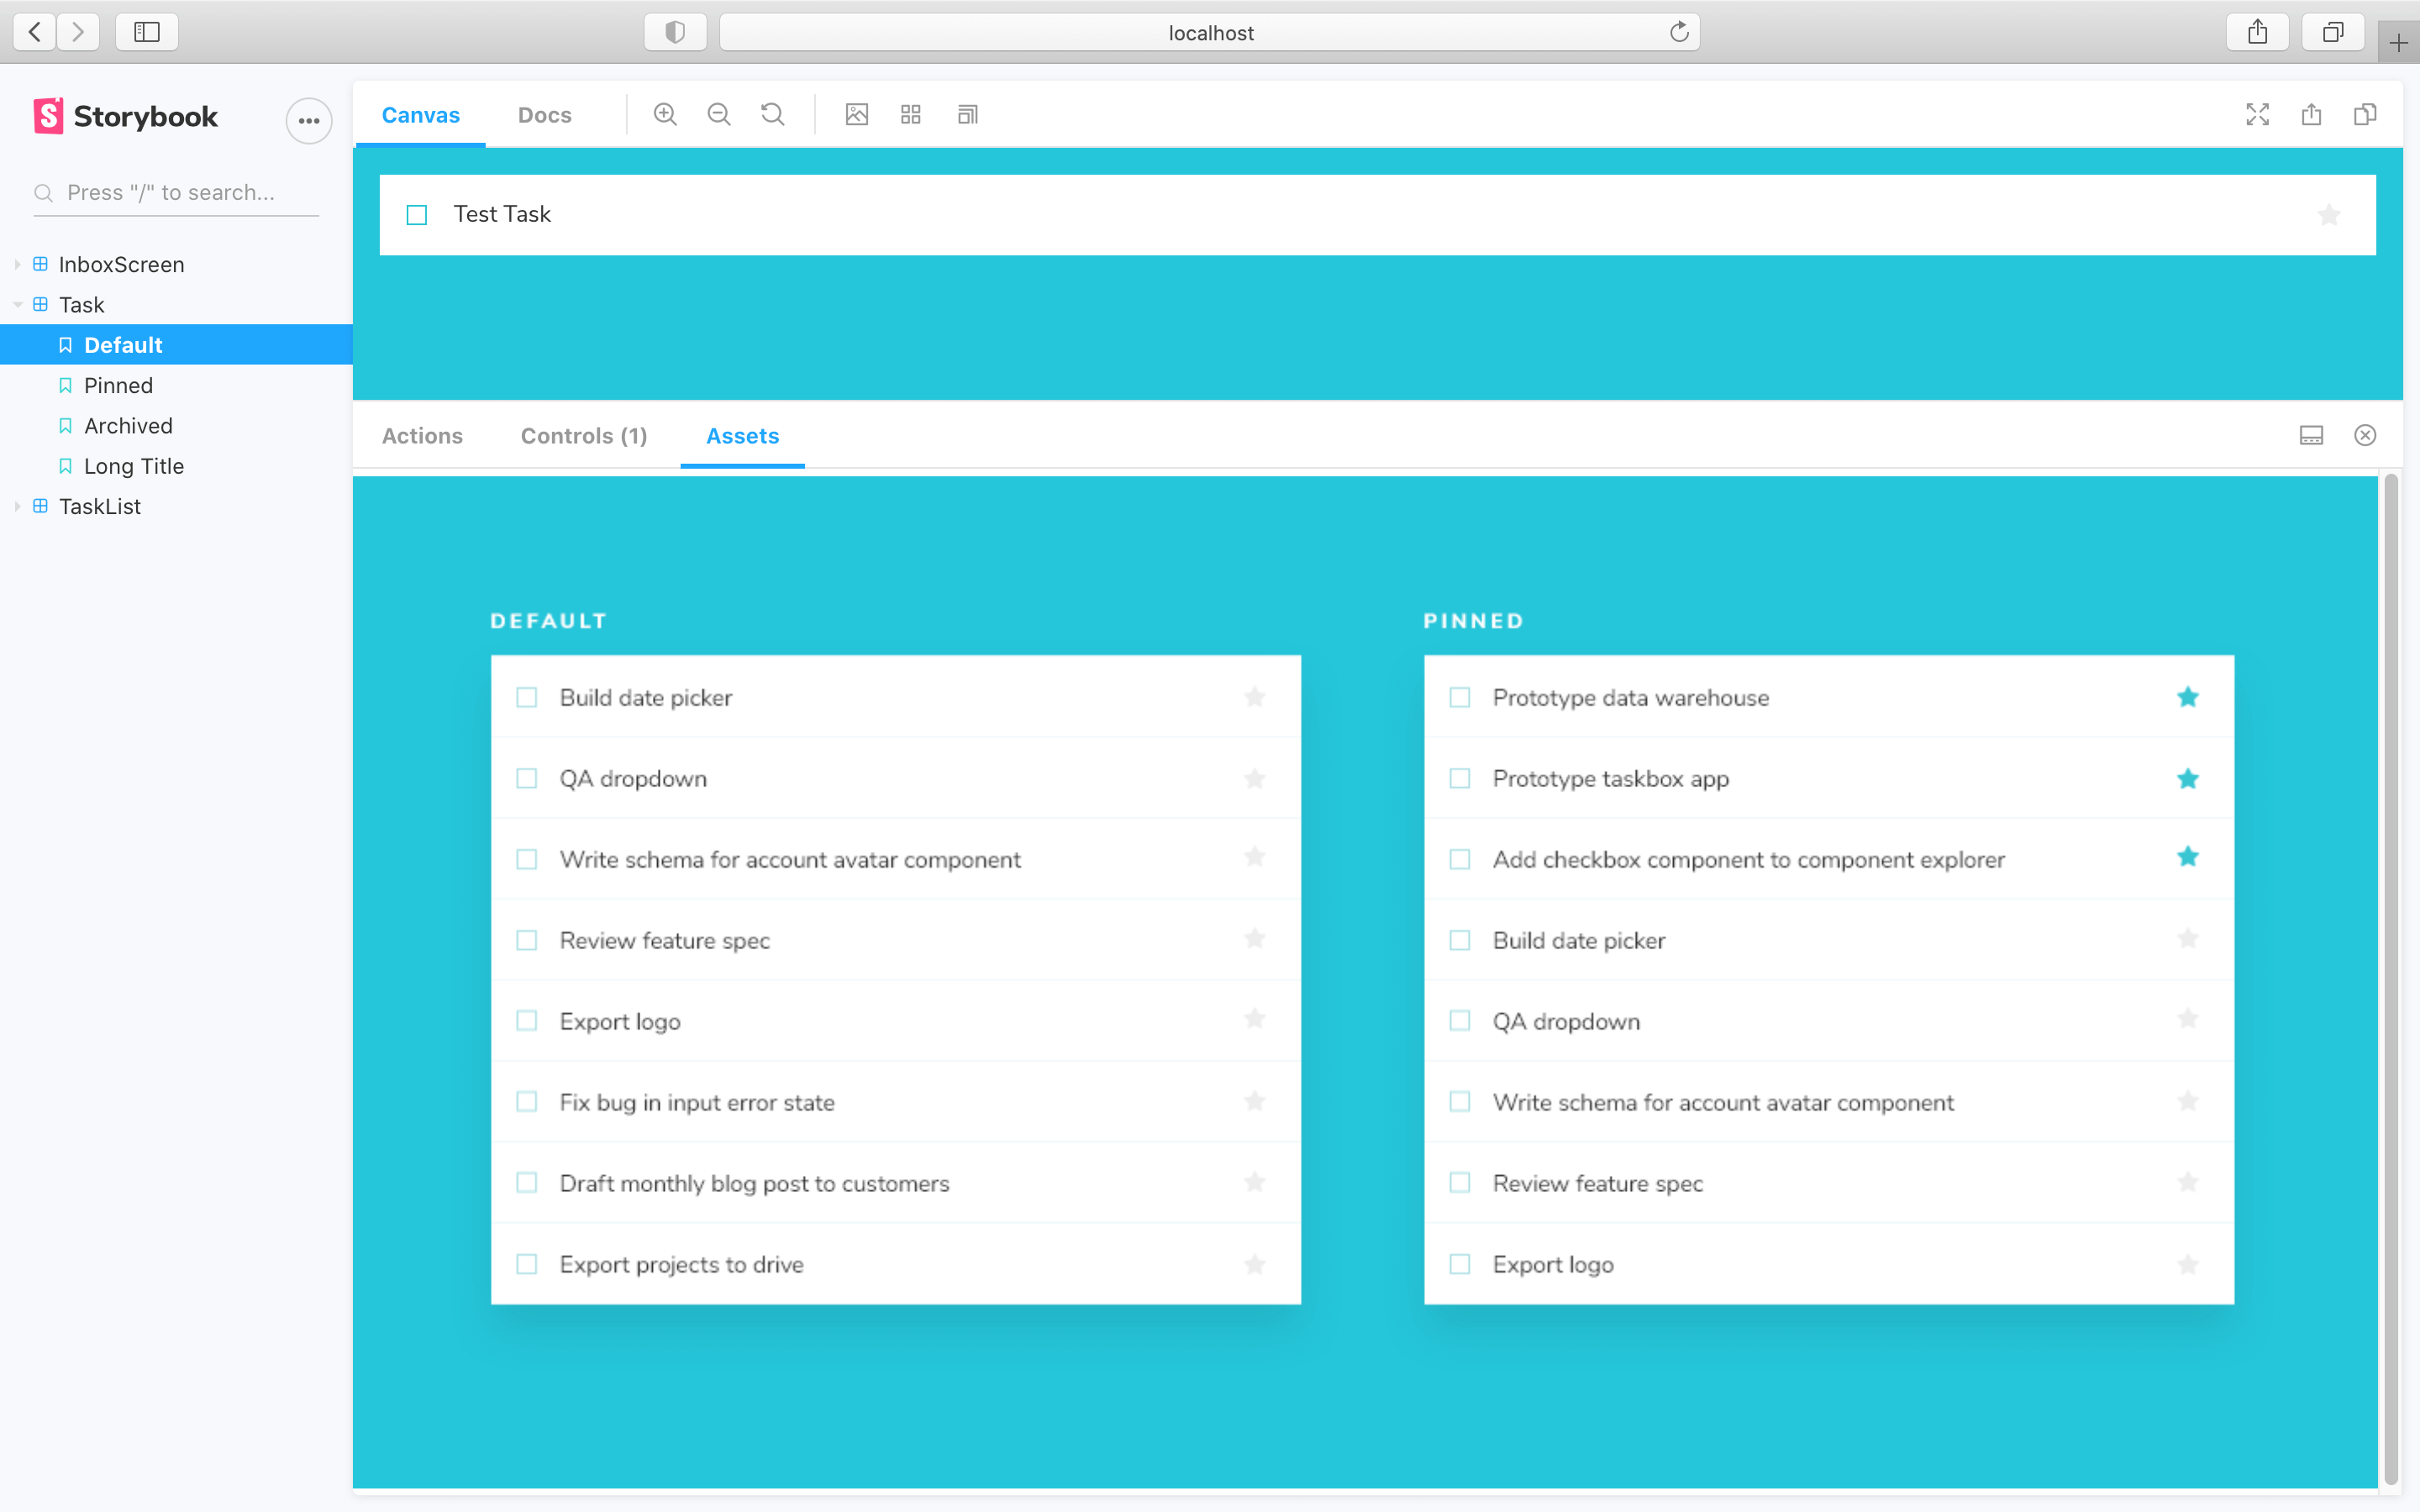 localhost
Storybook
Canvas Docs
Press "/" to search...
Test Task
InboxScreen
Task
Default
Pinned
Archived
Long Title
TaskList
Actions Controls (1) Assets
DEFAULT
Build date picker
QA dropdown
Write schema for account avatar component
Review feature spec
Export logo
Fix bug in input error state
Draft monthly blog post to customers
Export projects to drive
PINNED
Prototype data warehouse
Prototype taskbox app
Add checkbox component to component explorer
Build date picker
QA dropdown
Write schema for account avatar component
Review feature spec
Export logo